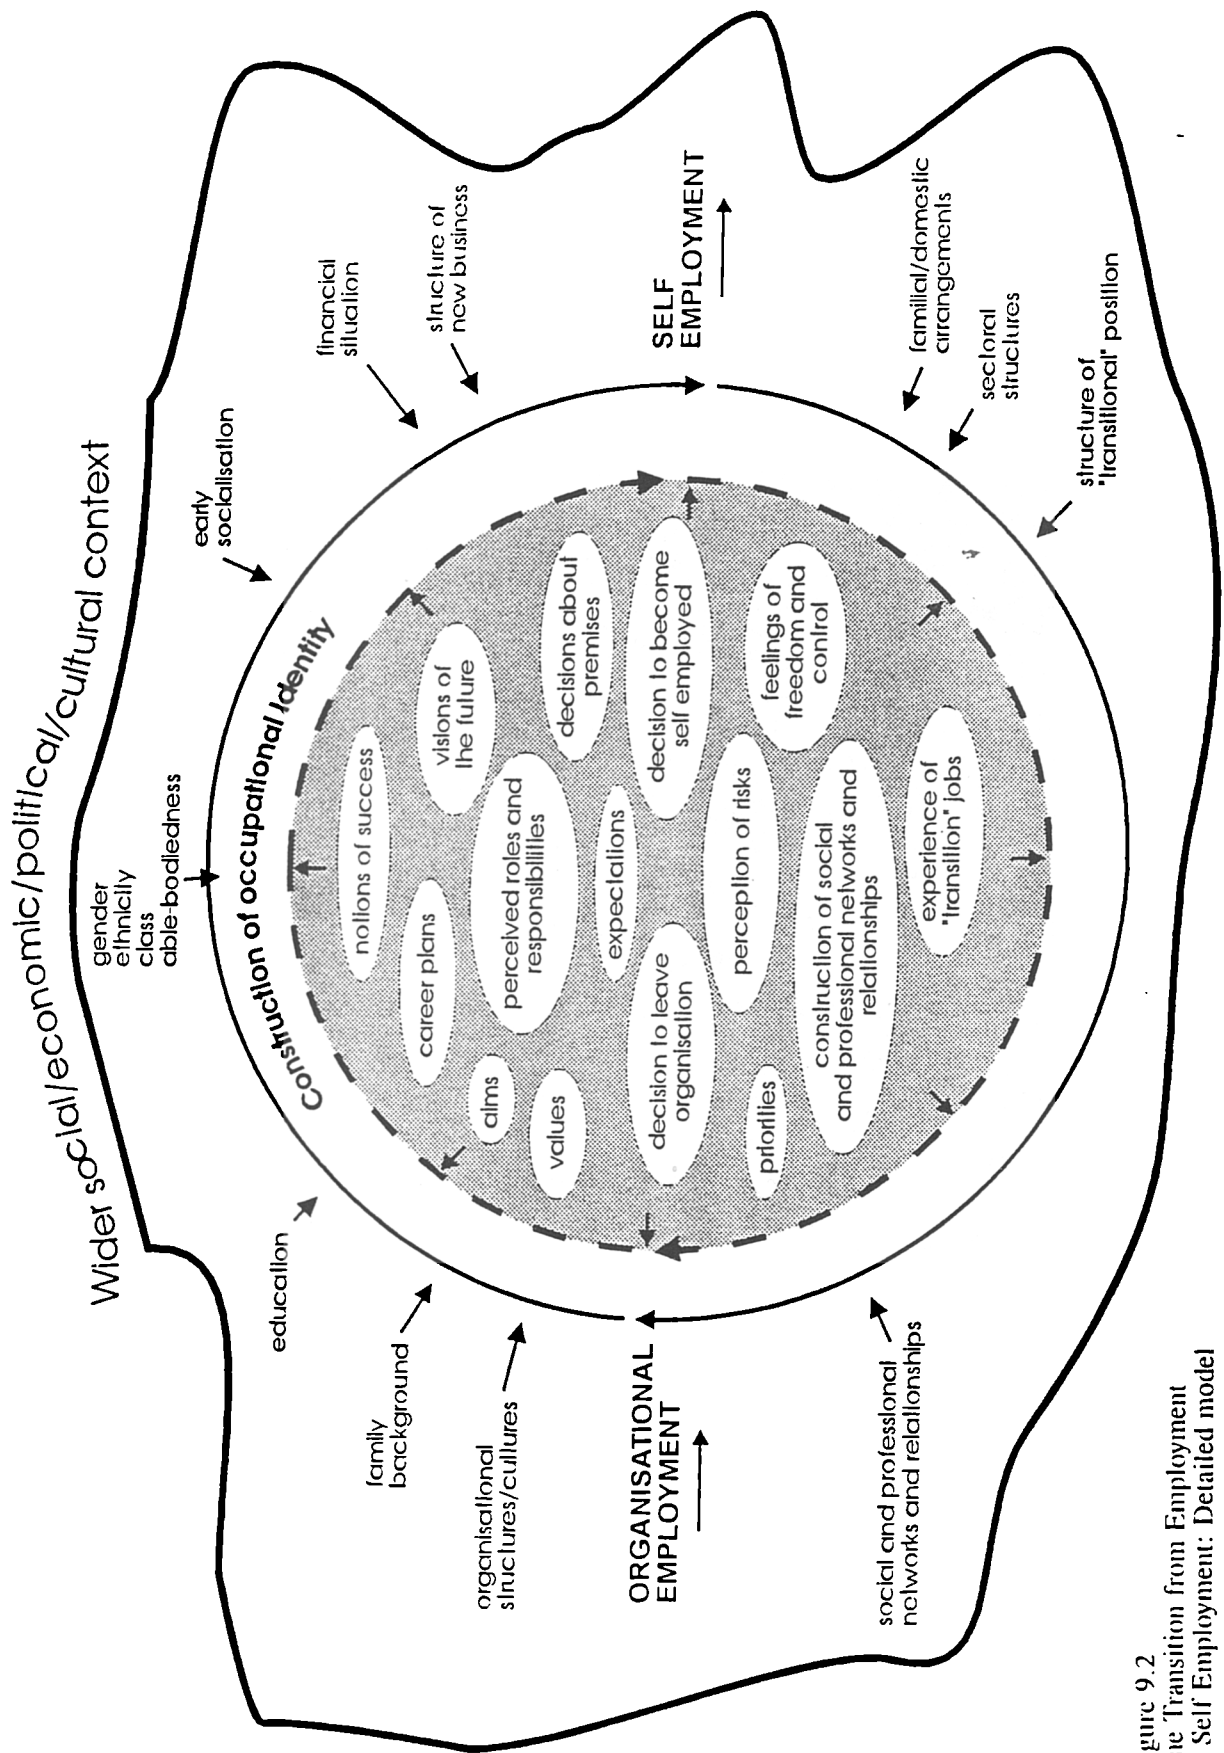 Wider social/economic/political/cultural context
gender
ethnicity
class
able-bodiedness
early
socialisation
education
financial
situation
family
background
structure of
new business
organisational
structures/cultures
Construction of occupational identity
notions of success
career plans
visions of
the future
aims
perceived roles and
responsibilities
values
decisions about
premises
expectations
ORGANISATIONAL
EMPLOYMENT
decision to leave
organisation
decision to become
self employed
SELF
EMPLOYMENT
perception of risks
priorities
feelings of
freedom and
control
construction of social
and professional networks and
relationships
experience of
"transition" jobs
social and professional
networks and relationships
familial/domestic
arrangements
sectoral
structures
structure of
"transitional" position
gure 9.2
e Transition from Employment
Self Employment: Detailed model